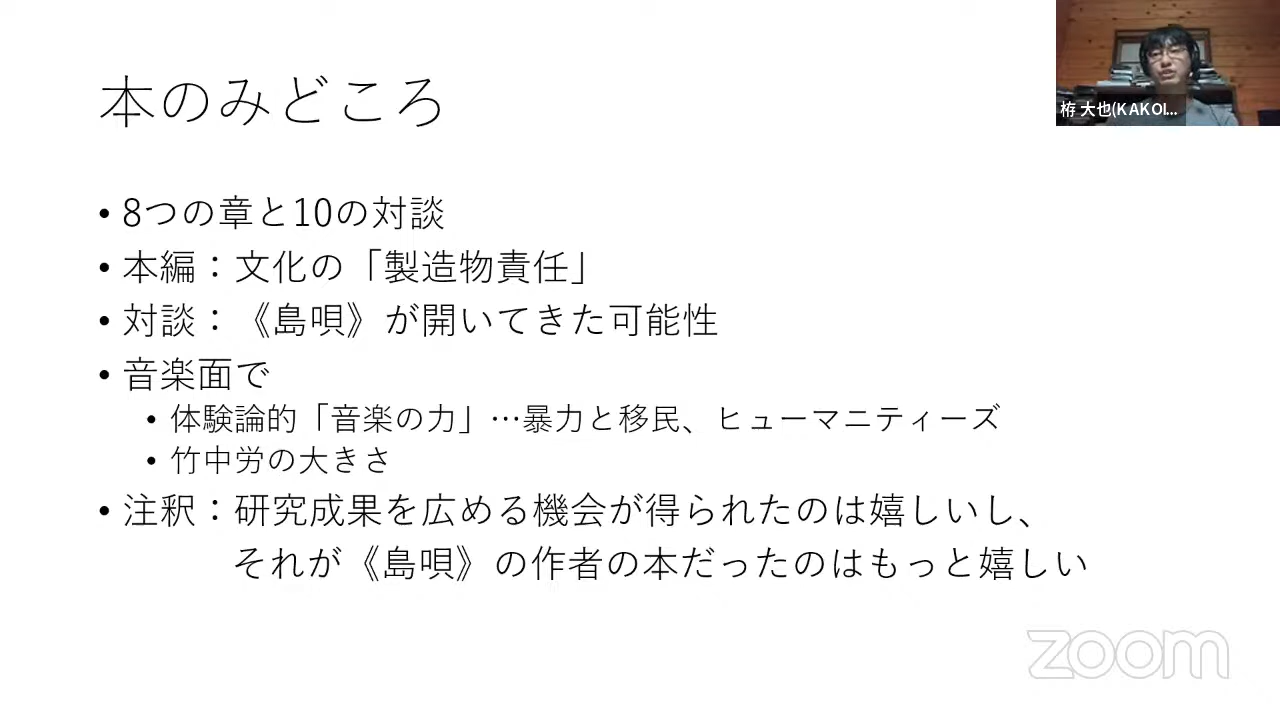 本のみどころ
栫 大也(KAKOI...
• 8つの章と10の対談
• 本編：文化の「製造物責任」
• 対談：《島唄》が開いてきた可能性
• 音楽面で
• 体験論的「音楽の力」…暴力と移民、ヒューマニティーズ
• 竹中労の大きさ
• 注釈：研究成果を広める機会が得られたのは嬉しいし、
それが《島唄》の作者の本だったのはもっと嬉しい
zoom